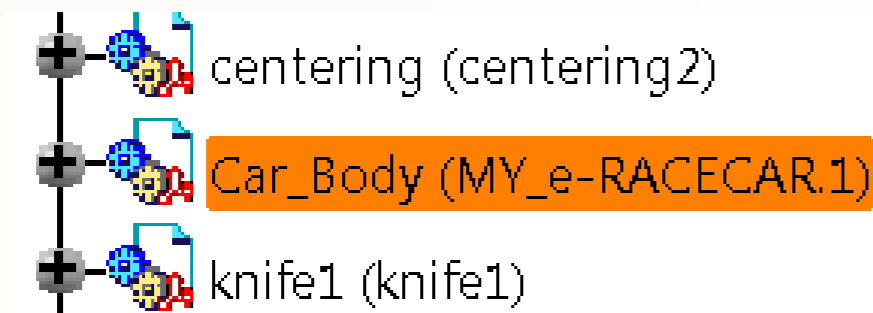 centering (centering2)
Car_Body (MY_e-RACECAR.1)
knife1 (knife1)